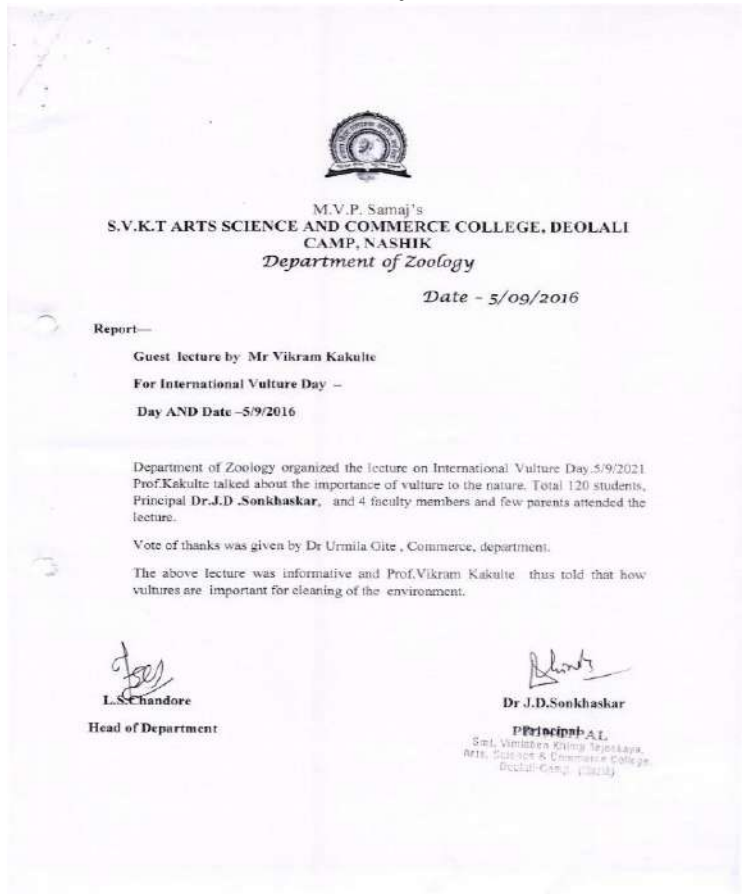 M.V.P. Samaj's
S.V.K.T ARTS SCIENCE AND COMMERCE COLLEGE, DEOLALI
CAMP, NASHIK
Department of Zoology
Date - 5/09/2016
Report—
Guest lecture by Mr Vikram Kakulte
For International Vulture Day –
Day AND Date –5/9/2016
Department of Zoology organized the lecture on International Vulture Day.5/9/2021
Prof.Kakulte talked about the importance of vulture to the nature. Total 120 students,
Principal Dr.J.D .Sonkhaskar, and 4 faculty members and few parents attended the
lecture.
Vote of thanks was given by Dr Urmila Gite , Commerce, department.
The above lecture was informative and Prof.Vikram Kakulte thus told that how
vultures are important for cleaning of the environment.
L.S.Chandore
Head of Department
Dr J.D.Sonkhaskar
Principal
PRINCIPAL
Smt. Vimlaben Khimji Tejookaya,
Arts, Science & Commerce College,
Deolali-Camp.